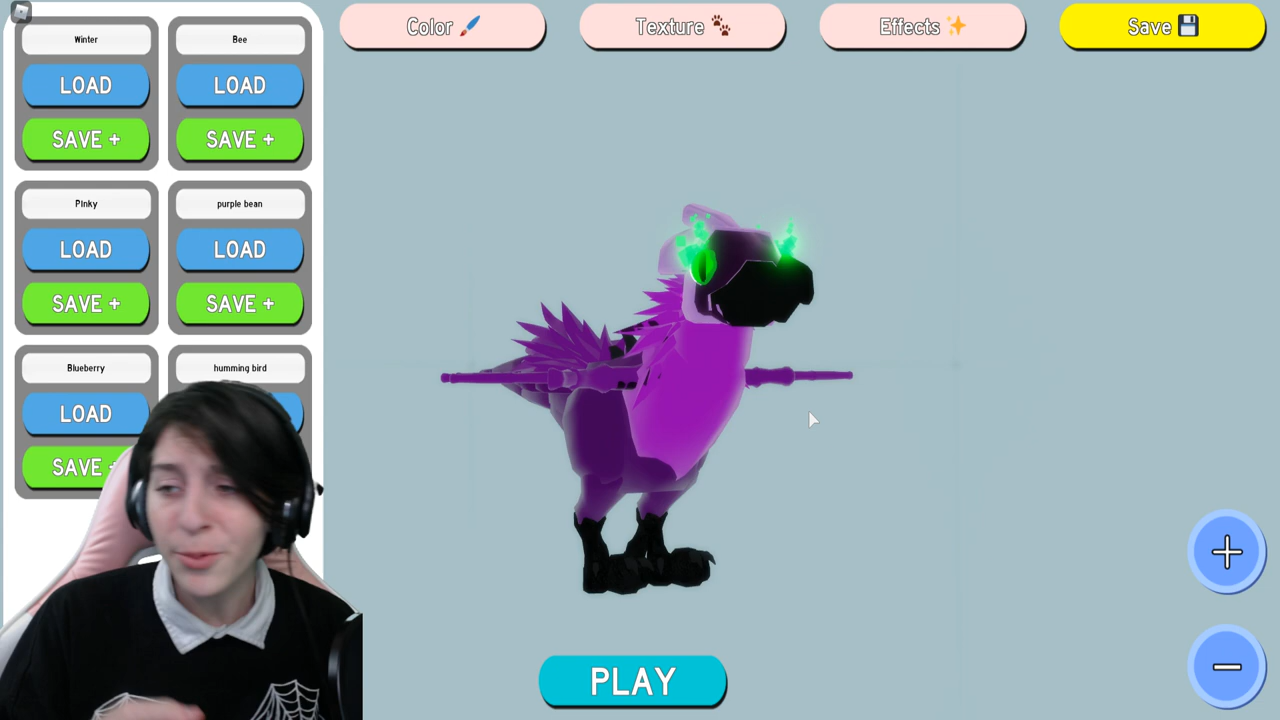 Color Texture Effects Save
Winter Bee
LOAD LOAD
SAVE + SAVE +
PInky purple bean
LOAD LOAD
SAVE + SAVE +
Blueberry humming bird
LOAD
SAVE +
PLAY